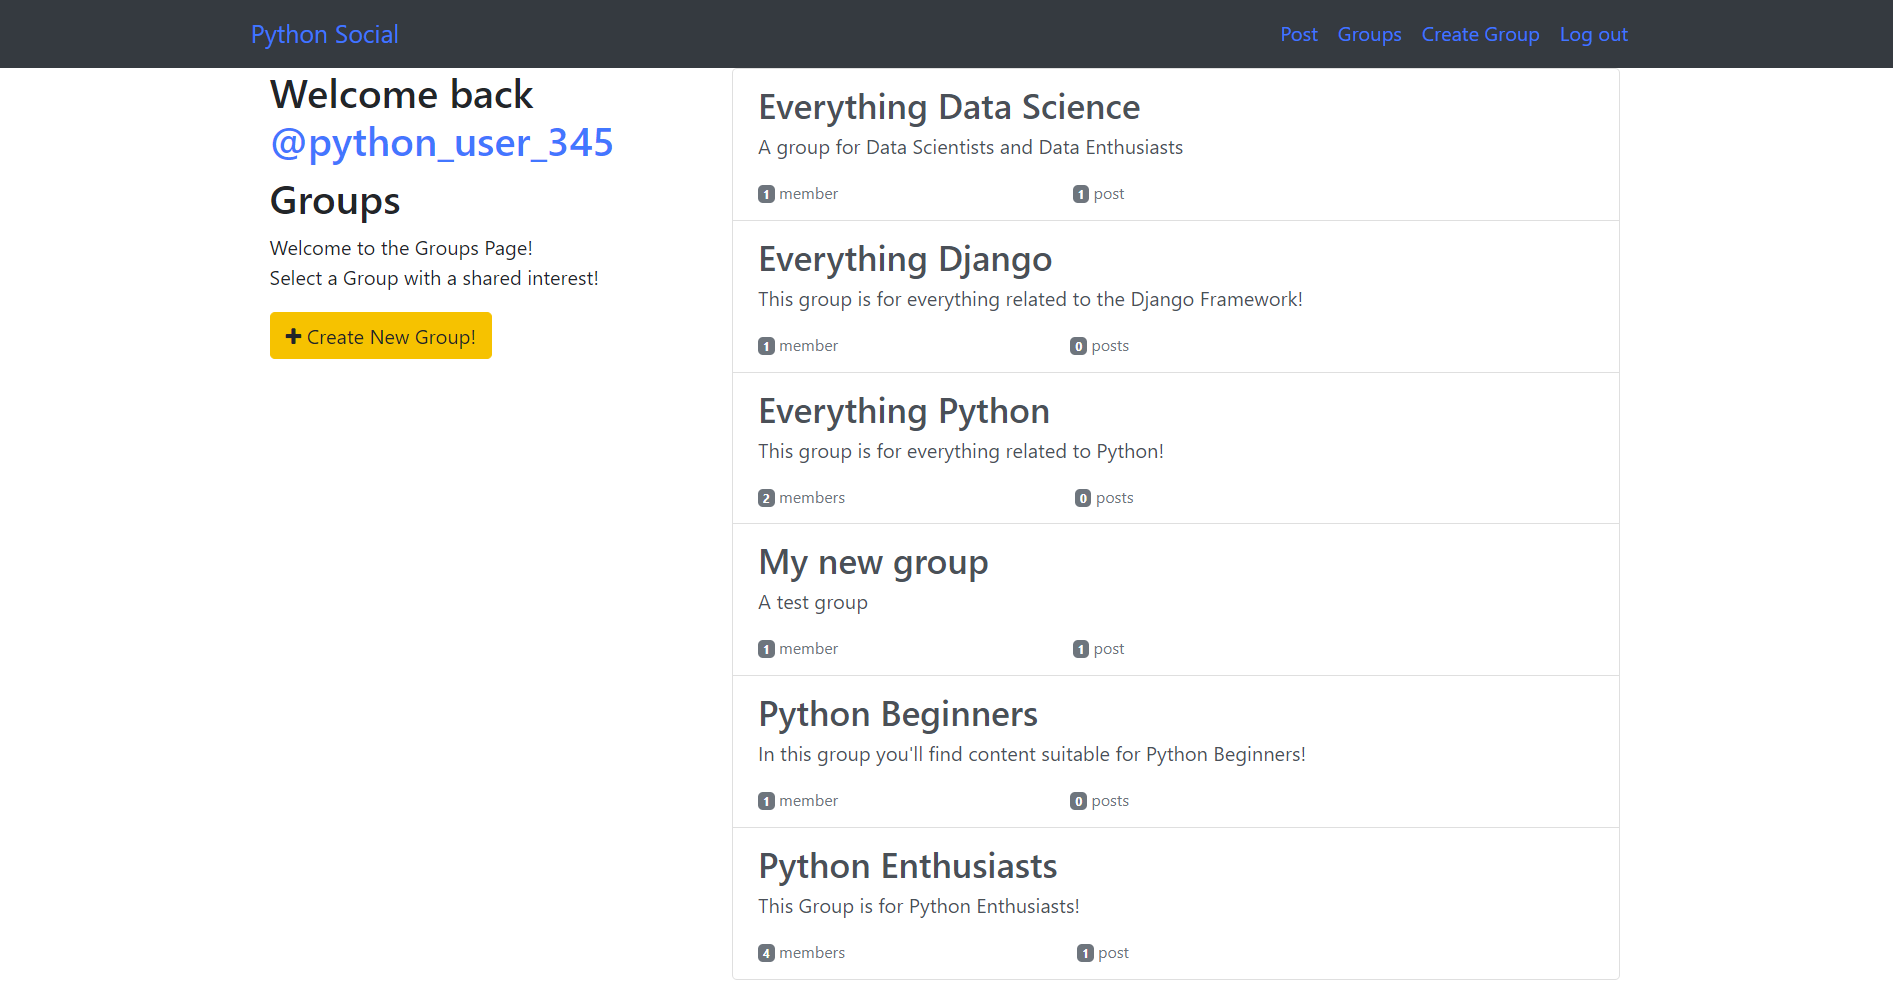 Python Social
Post Groups Create Group Log out
Welcome back
@python_user_345
Groups
Welcome to the Groups Page!
Select a Group with a shared interest!
Create New Group!
Everything Data Science
A group for Data Scientists and Data Enthusiasts
1 member 1 post
Everything Django
This group is for everything related to the Django Framework!
1 member 0 posts
Everything Python
This group is for everything related to Python!
2 members 0 posts
My new group
A test group
1 member 1 post
Python Beginners
In this group you'll find content suitable for Python Beginners!
1 member 0 posts
Python Enthusiasts
This Group is for Python Enthusiasts!
4 members 1 post